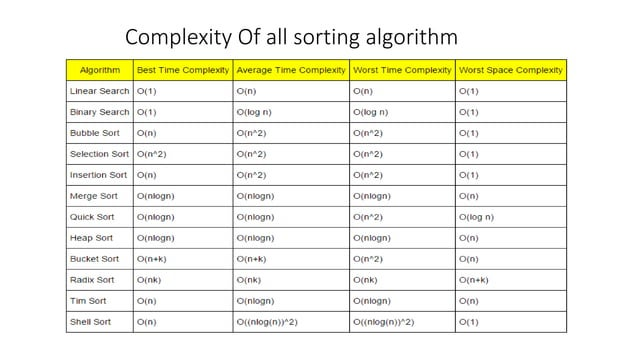 Complexity Of all sorting algorithm
Algorithm Best Time Complexity Average Time Complexity Worst Time Complexity Worst Space Complexity
Linear Search O(1) O(n) O(n) O(1)
Binary Search O(1) O(log n) O(log n) O(1)
Bubble Sort O(n) O(n^2) O(n^2) O(1)
Selection Sort O(n^2) O(n^2) O(n^2) O(1)
Insertion Sort O(n) O(n^2) O(n^2) O(1)
Merge Sort O(nlogn) O(nlogn) O(nlogn) O(n)
Quick Sort O(nlogn) O(nlogn) O(n^2) O(log n)
Heap Sort O(nlogn) O(nlogn) O(nlogn) O(n)
Bucket Sort O(n+k) O(n+k) O(n^2) O(n)
Radix Sort O(nk) O(nk) O(nk) O(n+k)
Tim Sort O(n) O(nlogn) O(nlogn) O(n)
Shell Sort O(n) O((nlog(n))^2) O((nlog(n))^2) O(1)